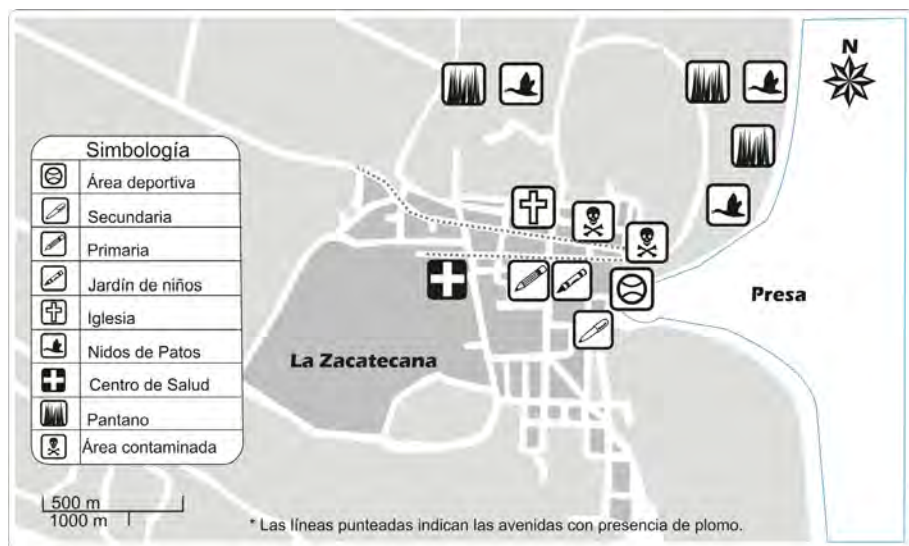 N
Simbología
Área deportiva
Secundaria
Primaria
Jardín de niños
Iglesia
Nidos de Patos
Centro de Salud
Pantano
Área contaminada
Presa
La Zacatecana
500 m
1000 m
* Las líneas punteadas indican las avenidas con presencia de plomo.